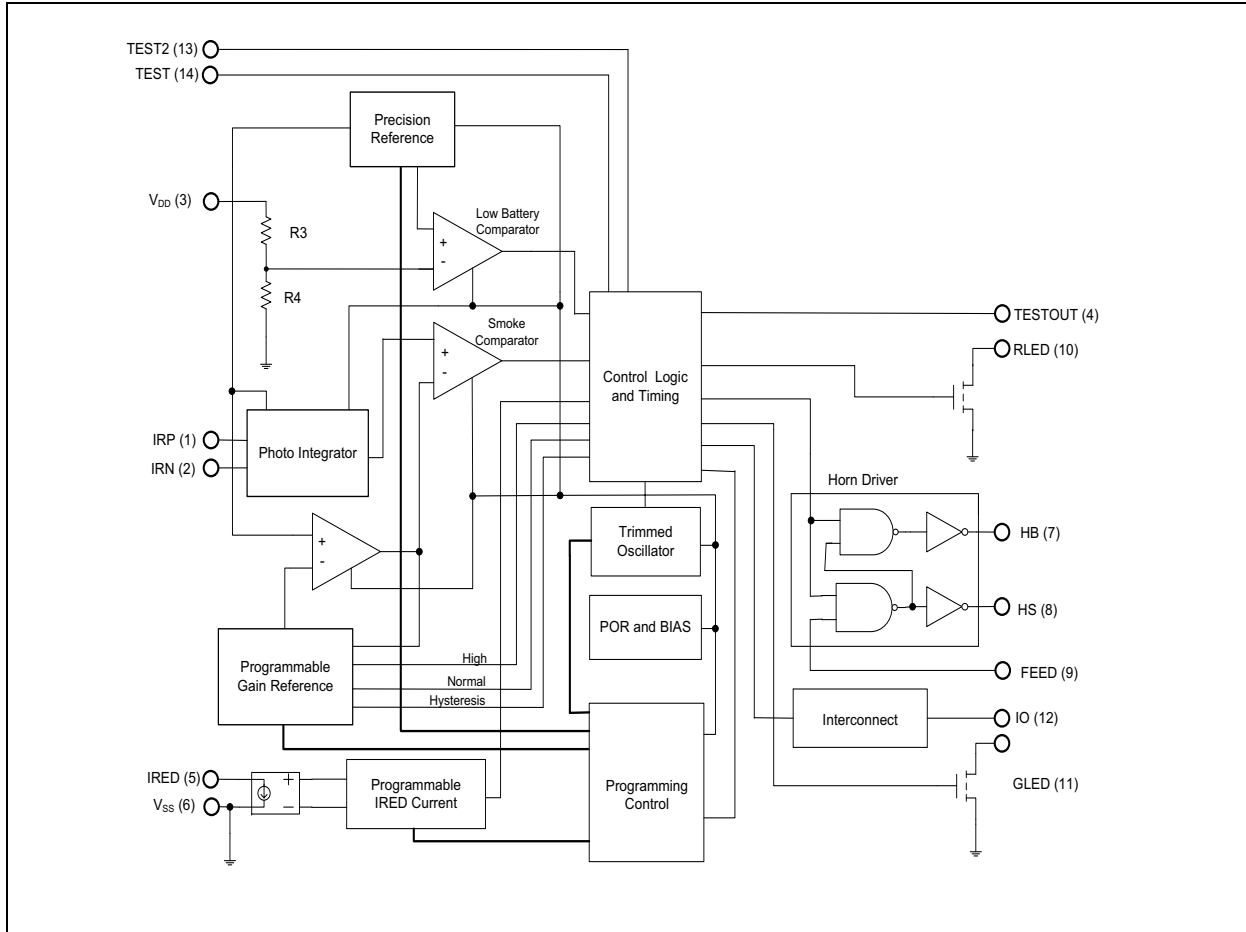 TEST2 (13)
TEST (14)
Precision
Reference
VDD (3)
R3
R4
Low Battery
Comparator
+
-
Smoke
Comparator
+
-
Control Logic
and Timing
TESTOUT (4)
RLED (10)
IRP (1)
IRN (2)
Photo Integrator
+
-
Trimmed
Oscillator
POR and BIAS
Horn Driver
HB (7)
HS (8)
FEED (9)
Programmable
Gain Reference
High
Normal
Hysteresis
Interconnect
IO (12)
GLED (11)
IRED (5)
VSS (6)
+
–
Programmable
IRED Current
Programming
Control